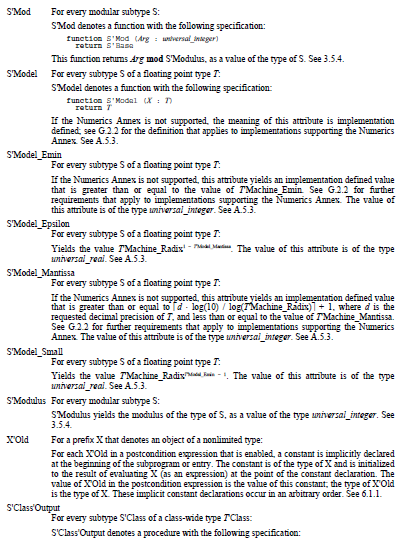 S'Mod For every modular subtype S:
S'Mod denotes a function with the following specification:
function S'Mod (Arg : universal_integer)
return S'Base
This function returns Arg mod S'Modulus, as a value of the type of S. See 3.5.4.
S'Model For every subtype S of a floating point type T:
S'Model denotes a function with the following specification:
function S'Model (X : T)
return T
If the Numerics Annex is not supported, the meaning of this attribute is implementation
defined; see G.2.2 for the definition that applies to implementations supporting the Numerics
Annex. See A.5.3.
S'Model_Emin
For every subtype S of a floating point type T:
If the Numerics Annex is not supported, this attribute yields an implementation defined value
that is greater than or equal to the value of T'Machine_Emin. See G.2.2 for further
requirements that apply to implementations supporting the Numerics Annex. The value of
this attribute is of the type universal_integer. See A.5.3.
S'Model_Epsilon
For every subtype S of a floating point type T:
Yields the value T'Machine_Radix¹ ⁻ ᵀ'Model_Mantissa. The value of this attribute is of the type
universal_real. See A.5.3.
S'Model_Mantissa
For every subtype S of a floating point type T:
If the Numerics Annex is not supported, this attribute yields an implementation defined value
that is greater than or equal to ⌈d · log(10) / log(T'Machine_Radix)⌉ + 1, where d is the
requested decimal precision of T, and less than or equal to the value of T'Machine_Mantissa.
See G.2.2 for further requirements that apply to implementations supporting the Numerics
Annex. The value of this attribute is of the type universal_integer. See A.5.3.
S'Model_Small
For every subtype S of a floating point type T:
Yields the value T'Machine_Radixᵀ'Model_Emin ⁻ ¹. The value of this attribute is of the type
universal_real. See A.5.3.
S'Modulus For every modular subtype S:
S'Modulus yields the modulus of the type of S, as a value of the type universal_integer. See
3.5.4.
X'Old For a prefix X that denotes an object of a nonlimited type:
For each X'Old in a postcondition expression that is enabled, a constant is implicitly declared
at the beginning of the subprogram or entry. The constant is of the type of X and is initialized
to the result of evaluating X (as an expression) at the point of the constant declaration. The
value of X'Old in the postcondition expression is the value of this constant; the type of X'Old
is the type of X. These implicit constant declarations occur in an arbitrary order. See 6.1.1.
S'Class'Output
For every subtype S'Class of a class-wide type T'Class:
S'Class'Output denotes a procedure with the following specification: